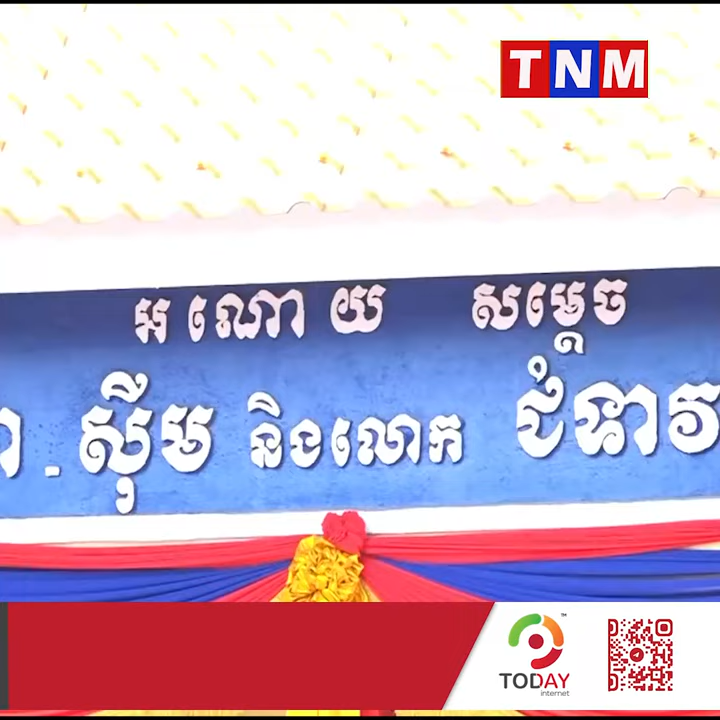 TNM
អំណោយ សម្តេច
. ស៊ីម និងលោក ជំទាវ
TODAY
internet